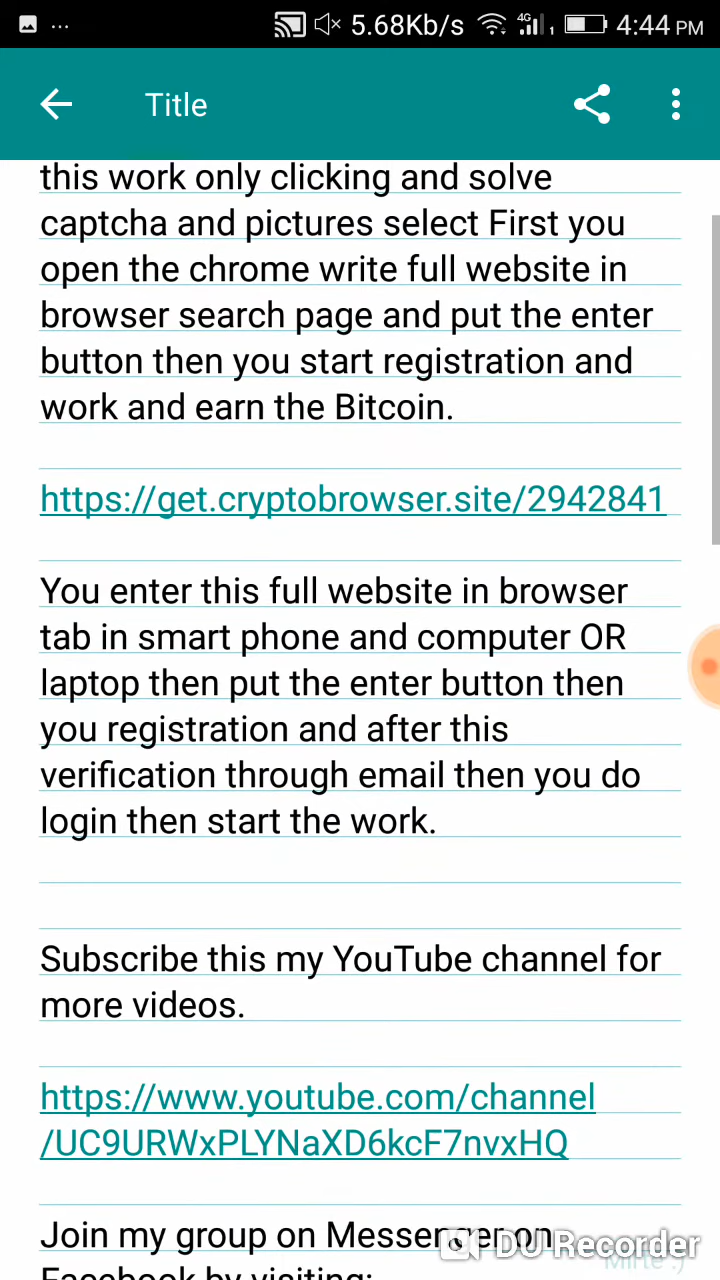 ... 5.68Kb/s 4G 1 4:44 PM
Title
this work only clicking and solve
captcha and pictures select First you
open the chrome write full website in
browser search page and put the enter
button then you start registration and
work and earn the Bitcoin.
https://get.cryptobrowser.site/2942841
You enter this full website in browser
tab in smart phone and computer OR
laptop then put the enter button then
you registration and after this
verification through email then you do
login then start the work.
Subscribe this my YouTube channel for
more videos.
https://www.youtube.com/channel
/UC9URWxPLYNaXD6kcF7nvxHQ
Join my group on Messenger on
DU Recorder
Facebook by visiting: